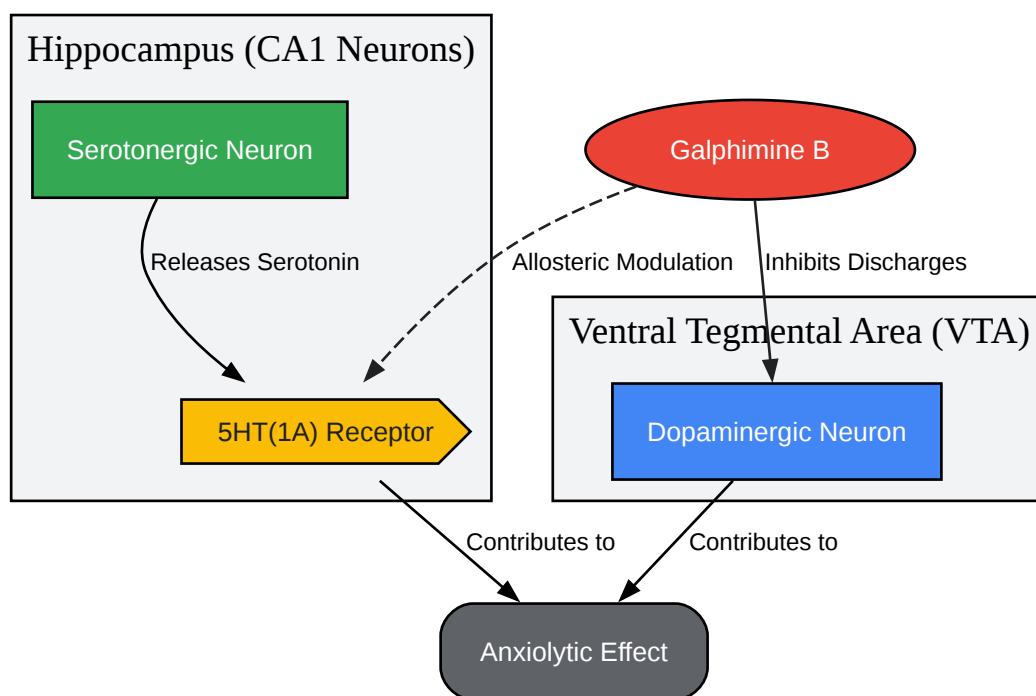 Hippocampus (CA1 Neurons)
Serotonergic Neuron
Galphimine B
Releases Serotonin
Allosteric Modulation
Inhibits Discharges
Ventral Tegmental Area (VTA)
5HT(1A) Receptor
Dopaminergic Neuron
Contributes to
Contributes to
Anxiolytic Effect